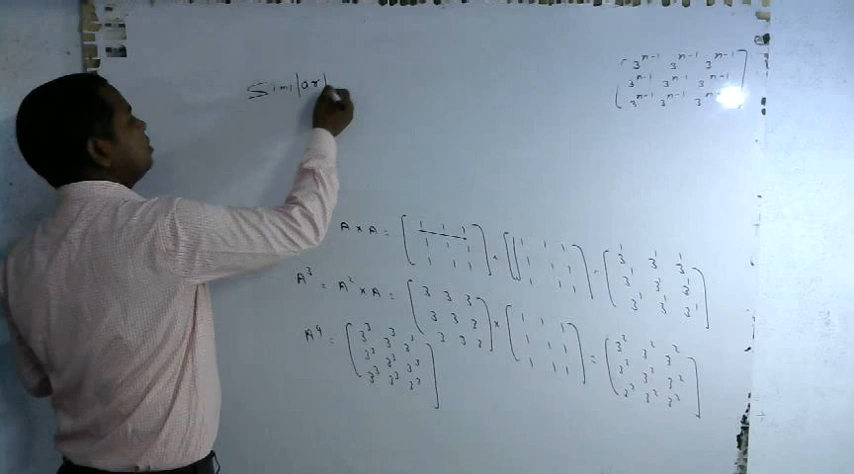 Similarl
[ 3^{n-1} 3^{n-1} 3^{n-1}
3^{n-1} 3^{n-1} 3^{n-1}
3^{n-1} 3^{n-1} 3^{n-1} ]
A × A = [ 1 1 1 ] × [ 1 1 1 ] = [ 3^1 3^1 3^1 ]
[ 1 1 1 ] [ 1 1 1 ] [ 3^1 3^1 3^1 ]
[ 1 1 1 ] [ 1 1 1 ] [ 3^1 3^1 3^1 ]
A^3 = A^2 × A = [ 3 3 3 ] × [ 1 1 1 ] = [ 3^2 3^2 3^2 ]
[ 3 3 3 ] [ 1 1 1 ] [ 3^2 3^2 3^2 ]
[ 3 3 3 ] [ 1 1 1 ] [ 3^2 3^2 3^2 ]
A^4 = [ 3^3 3^3 3^3 ]
[ 3^3 3^3 3^3 ]
[ 3^3 3^3 3^3 ]